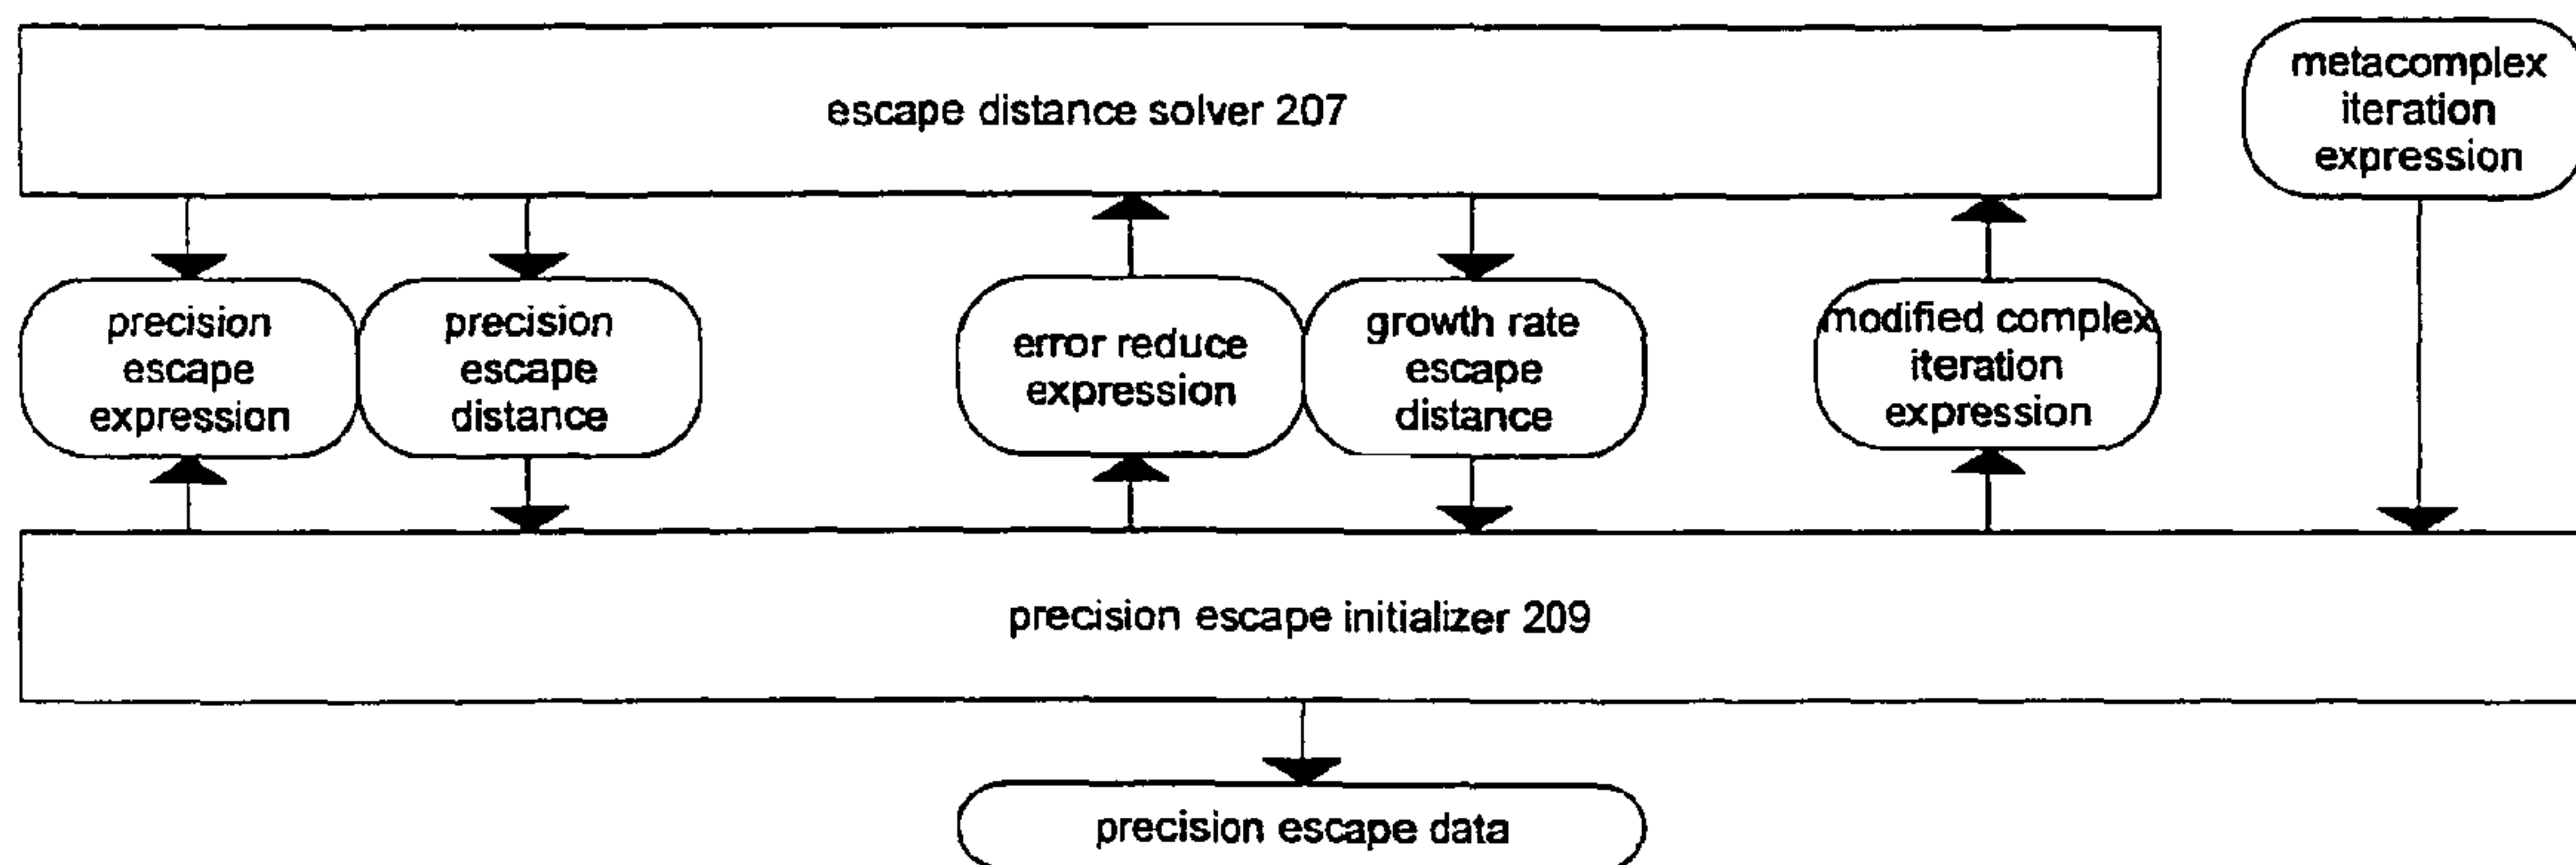 escape distance solver 207
metacomplex
iteration
expression
precision
escape
expression
precision
escape
distance
error reduce
expression
growth rate
escape
distance
modified complex
iteration
expression
precision escape initializer 209
precision escape data